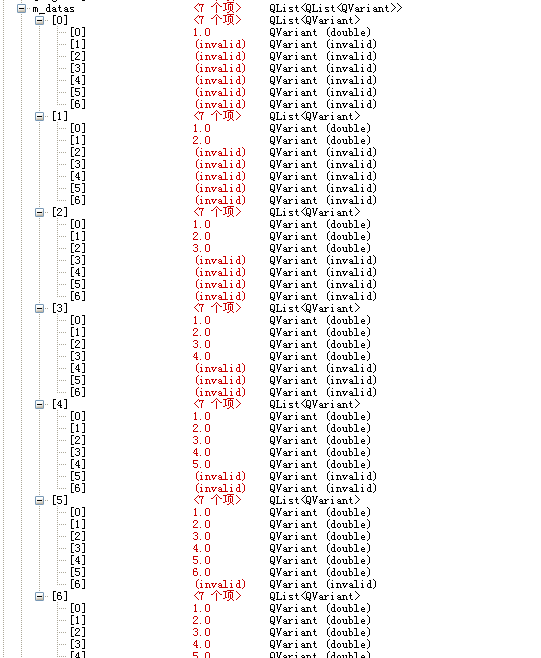 m_datas <7 个项> QList<QList<QVariant>>
[0] <7 个项> QList<QVariant>
[0] 1.0 QVariant (double)
[1] (invalid) QVariant (invalid)
[2] (invalid) QVariant (invalid)
[3] (invalid) QVariant (invalid)
[4] (invalid) QVariant (invalid)
[5] (invalid) QVariant (invalid)
[6] (invalid) QVariant (invalid)
[1] <7 个项> QList<QVariant>
[0] 1.0 QVariant (double)
[1] 2.0 QVariant (double)
[2] (invalid) QVariant (invalid)
[3] (invalid) QVariant (invalid)
[4] (invalid) QVariant (invalid)
[5] (invalid) QVariant (invalid)
[6] (invalid) QVariant (invalid)
[2] <7 个项> QList<QVariant>
[0] 1.0 QVariant (double)
[1] 2.0 QVariant (double)
[2] 3.0 QVariant (double)
[3] (invalid) QVariant (invalid)
[4] (invalid) QVariant (invalid)
[5] (invalid) QVariant (invalid)
[6] (invalid) QVariant (invalid)
[3] <7 个项> QList<QVariant>
[0] 1.0 QVariant (double)
[1] 2.0 QVariant (double)
[2] 3.0 QVariant (double)
[3] 4.0 QVariant (double)
[4] (invalid) QVariant (invalid)
[5] (invalid) QVariant (invalid)
[6] (invalid) QVariant (invalid)
[4] <7 个项> QList<QVariant>
[0] 1.0 QVariant (double)
[1] 2.0 QVariant (double)
[2] 3.0 QVariant (double)
[3] 4.0 QVariant (double)
[4] 5.0 QVariant (double)
[5] (invalid) QVariant (invalid)
[6] (invalid) QVariant (invalid)
[5] <7 个项> QList<QVariant>
[0] 1.0 QVariant (double)
[1] 2.0 QVariant (double)
[2] 3.0 QVariant (double)
[3] 4.0 QVariant (double)
[4] 5.0 QVariant (double)
[5] 6.0 QVariant (double)
[6] (invalid) QVariant (invalid)
[6] <7 个项> QList<QVariant>
[0] 1.0 QVariant (double)
[1] 2.0 QVariant (double)
[2] 3.0 QVariant (double)
[3] 4.0 QVariant (double)
[4] 5.0 QVariant (double)